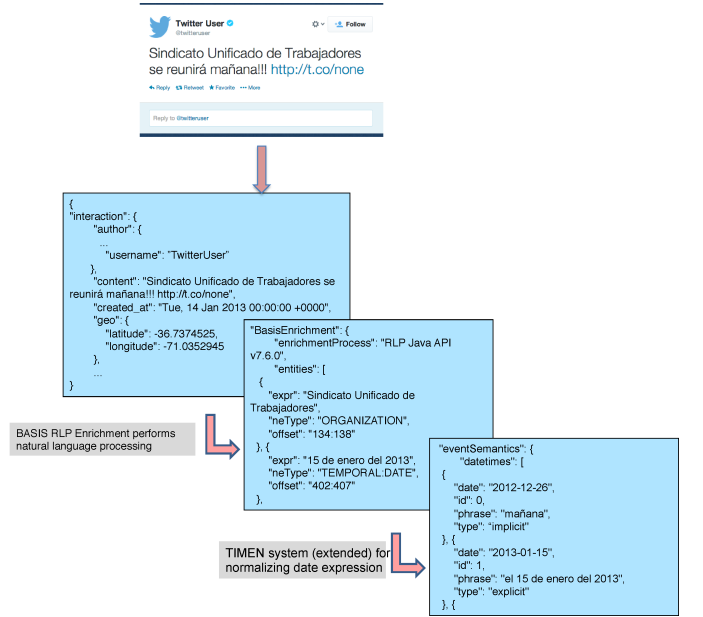 Twitter User
Follow
@twitteruser
Sindicato Unificado de Trabajadores
se reunirá mañana!!! http://t.co/none
Reply Retweet Favorite More
Reply to @twitteruser
{
"interaction": {
"author": {
...
"username": "TwitterUser"
},
"content": "Sindicato Unificado de Trabajadores se
reunirá mañana!!! http://t.co/none",
"created_at": "Tue, 14 Jan 2013 00:00:00 +0000",
"geo": {
"latitude": -36.7374525,
"longitude": -71.0352945
},
...
}
"BasisEnrichment": {
"enrichmentProcess": "RLP Java API
v7.6.0",
"entities": [
{
"expr": "Sindicato Unificado de
Trabajadores",
"neType": "ORGANIZATION",
"offset": "134:138"
}, {
"expr": "15 de enero del 2013",
"neType": "TEMPORAL:DATE",
"offset": "402:407"
},
BASIS RLP Enrichment performs
natural language processing
"eventSemantics": {
"datetimes": [
{
"date": "2012-12-26",
"id": 0,
"phrase": "mañana",
"type": "implicit"
}, {
"date": "2013-01-15",
"id": 1,
"phrase": "el 15 de enero del 2013",
"type": "explicit"
}, {
TIMEN system (extended) for
normalizing date expression